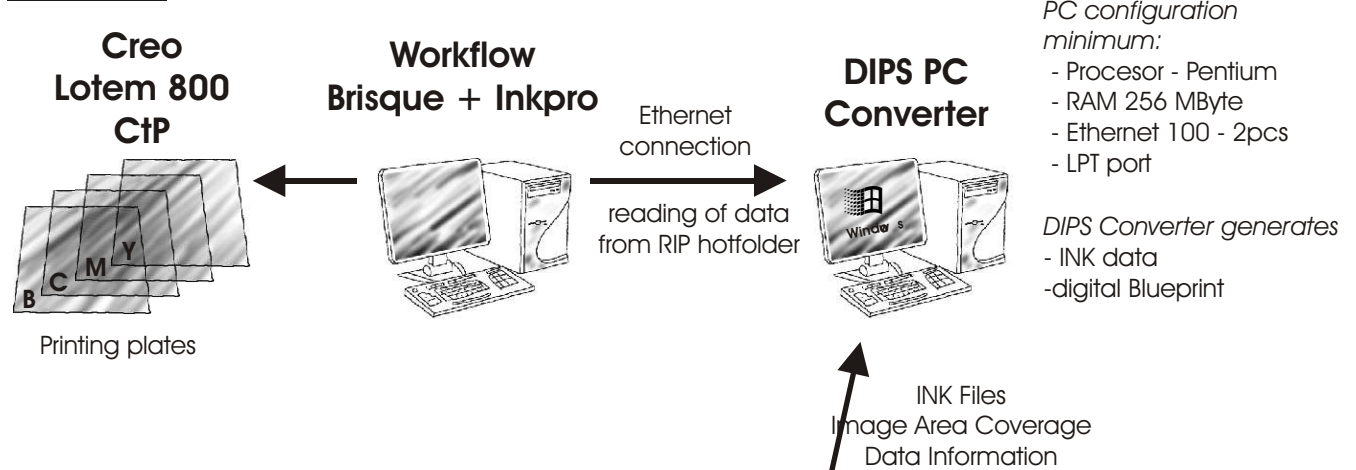 Creo
Lotem 800
CtP
B
C
M
Y
Printing plates
Workflow
Brisque + Inkpro
Ethernet
connection
reading of data
from RIP hotfolder
DIPS PC
Converter
Windows
PC configuration
minimum:
- Procesor - Pentium
- RAM 256 MByte
- Ethernet 100 - 2pcs
- LPT port
DIPS Converter generates
- INK data
-digital Blueprint
INK Files
Image Area Coverage
Data Information